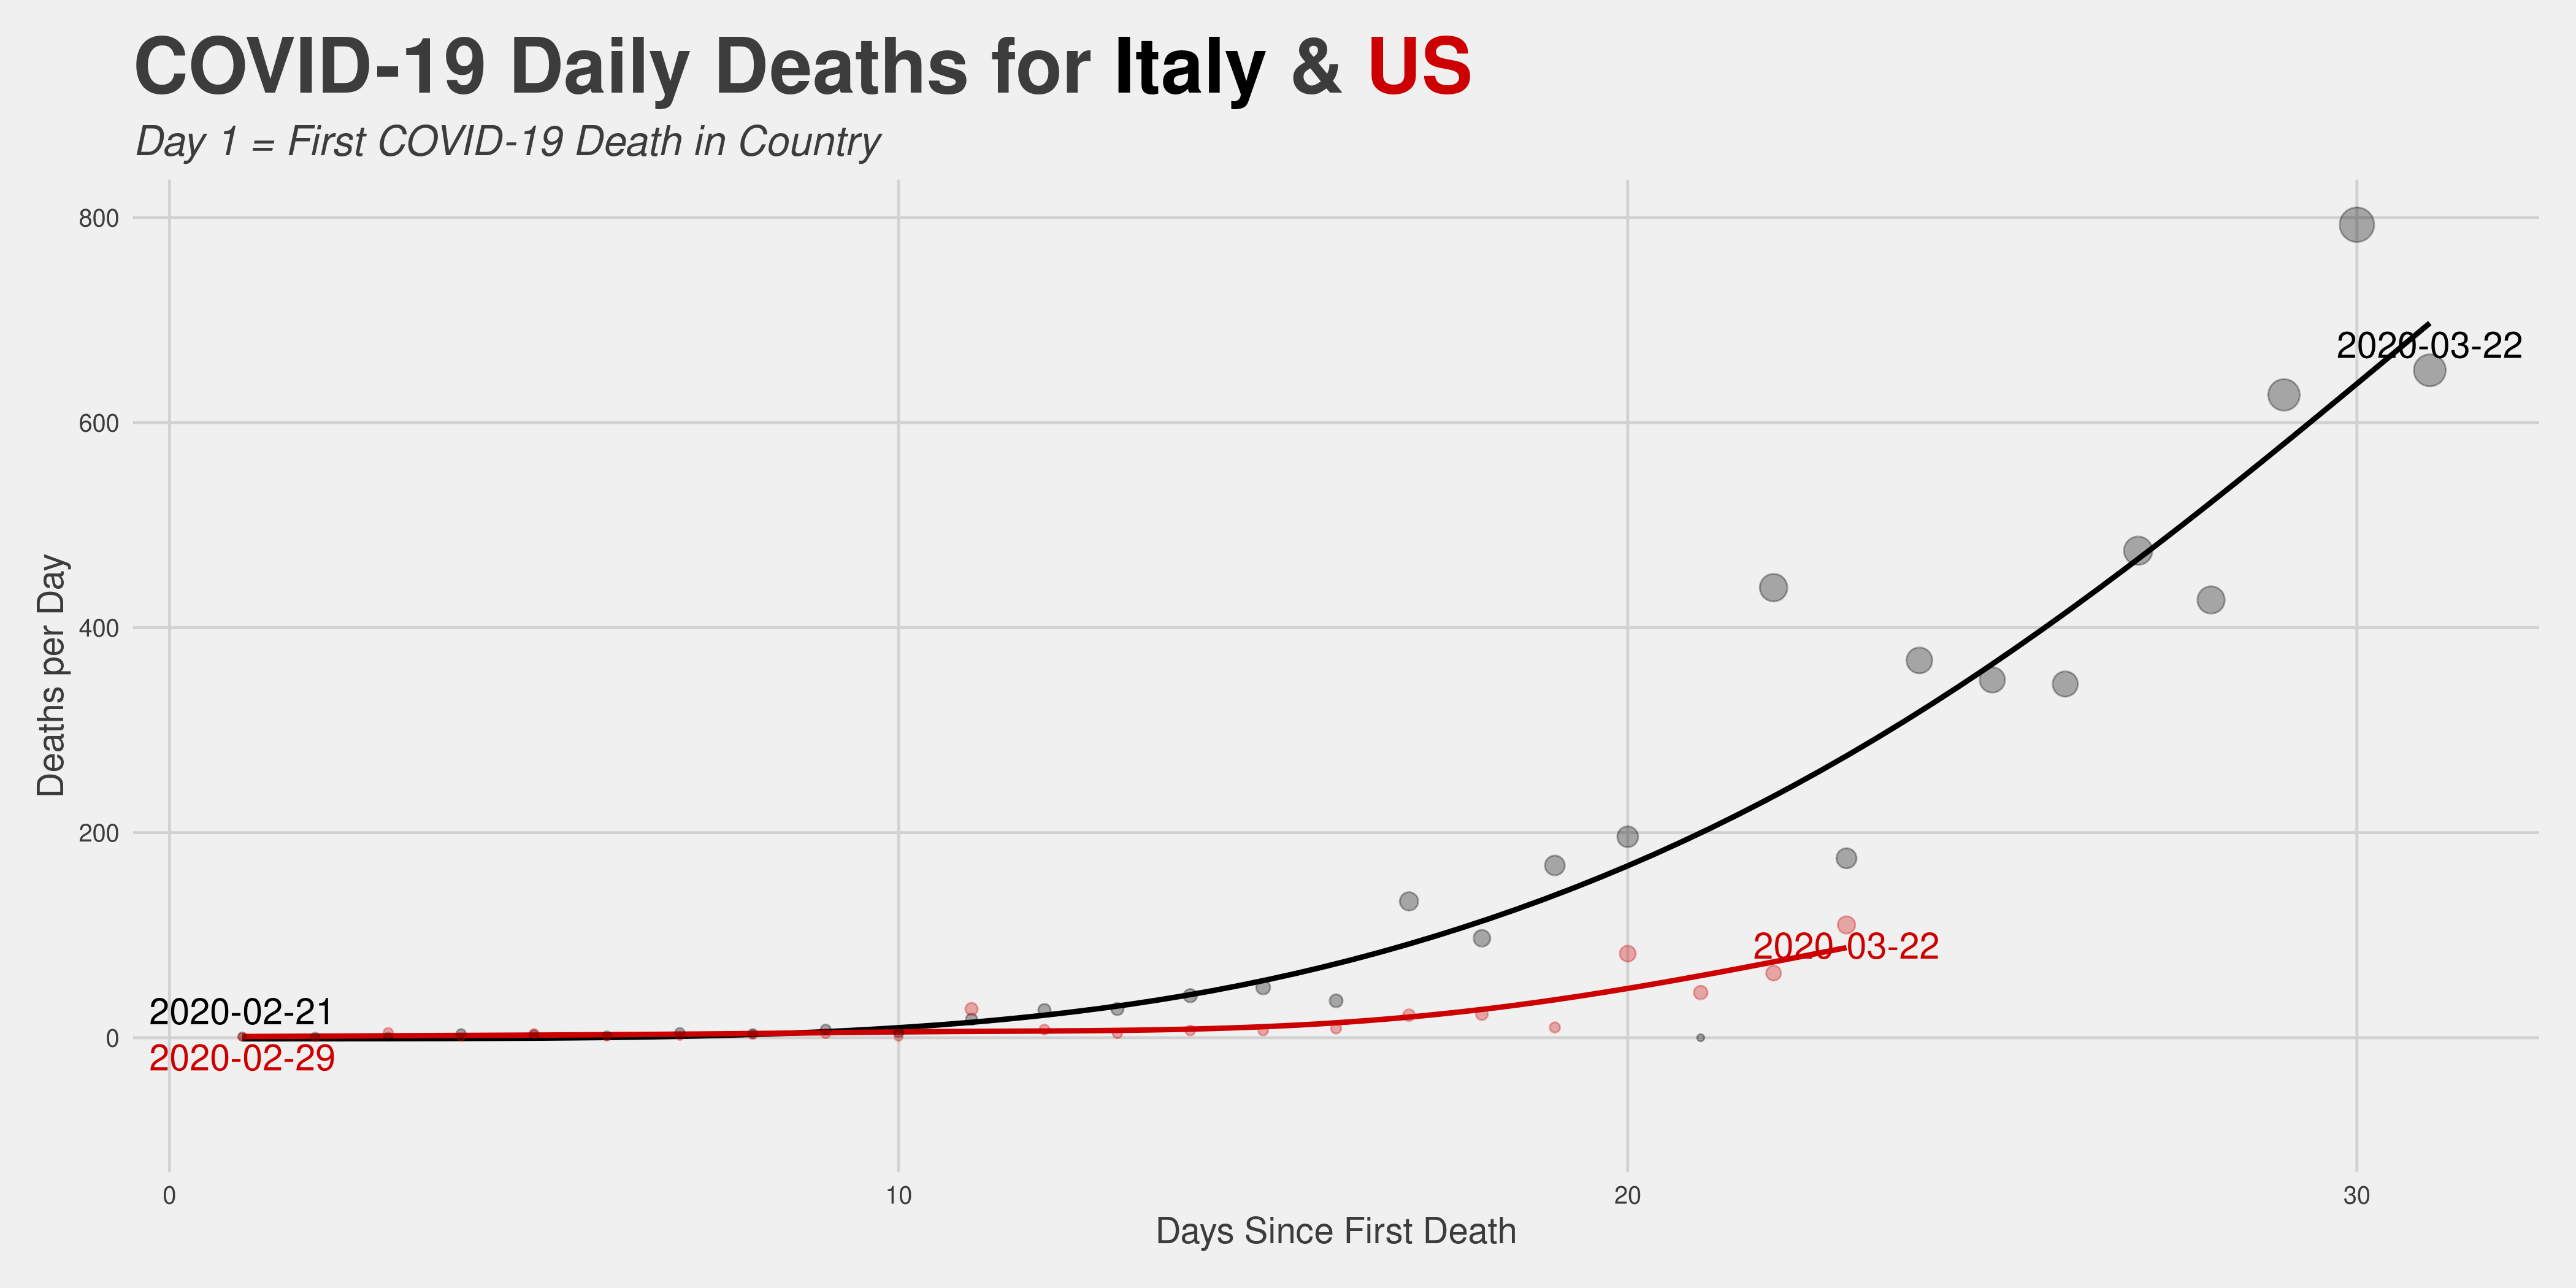 COVID-19 Daily Deaths for Italy & US
Day 1 = First COVID-19 Death in Country
Deaths per Day
800
600
400
200
0
2020-03-22
2020-03-22
2020-02-21
2020-02-29
0 10 20 30
Days Since First Death